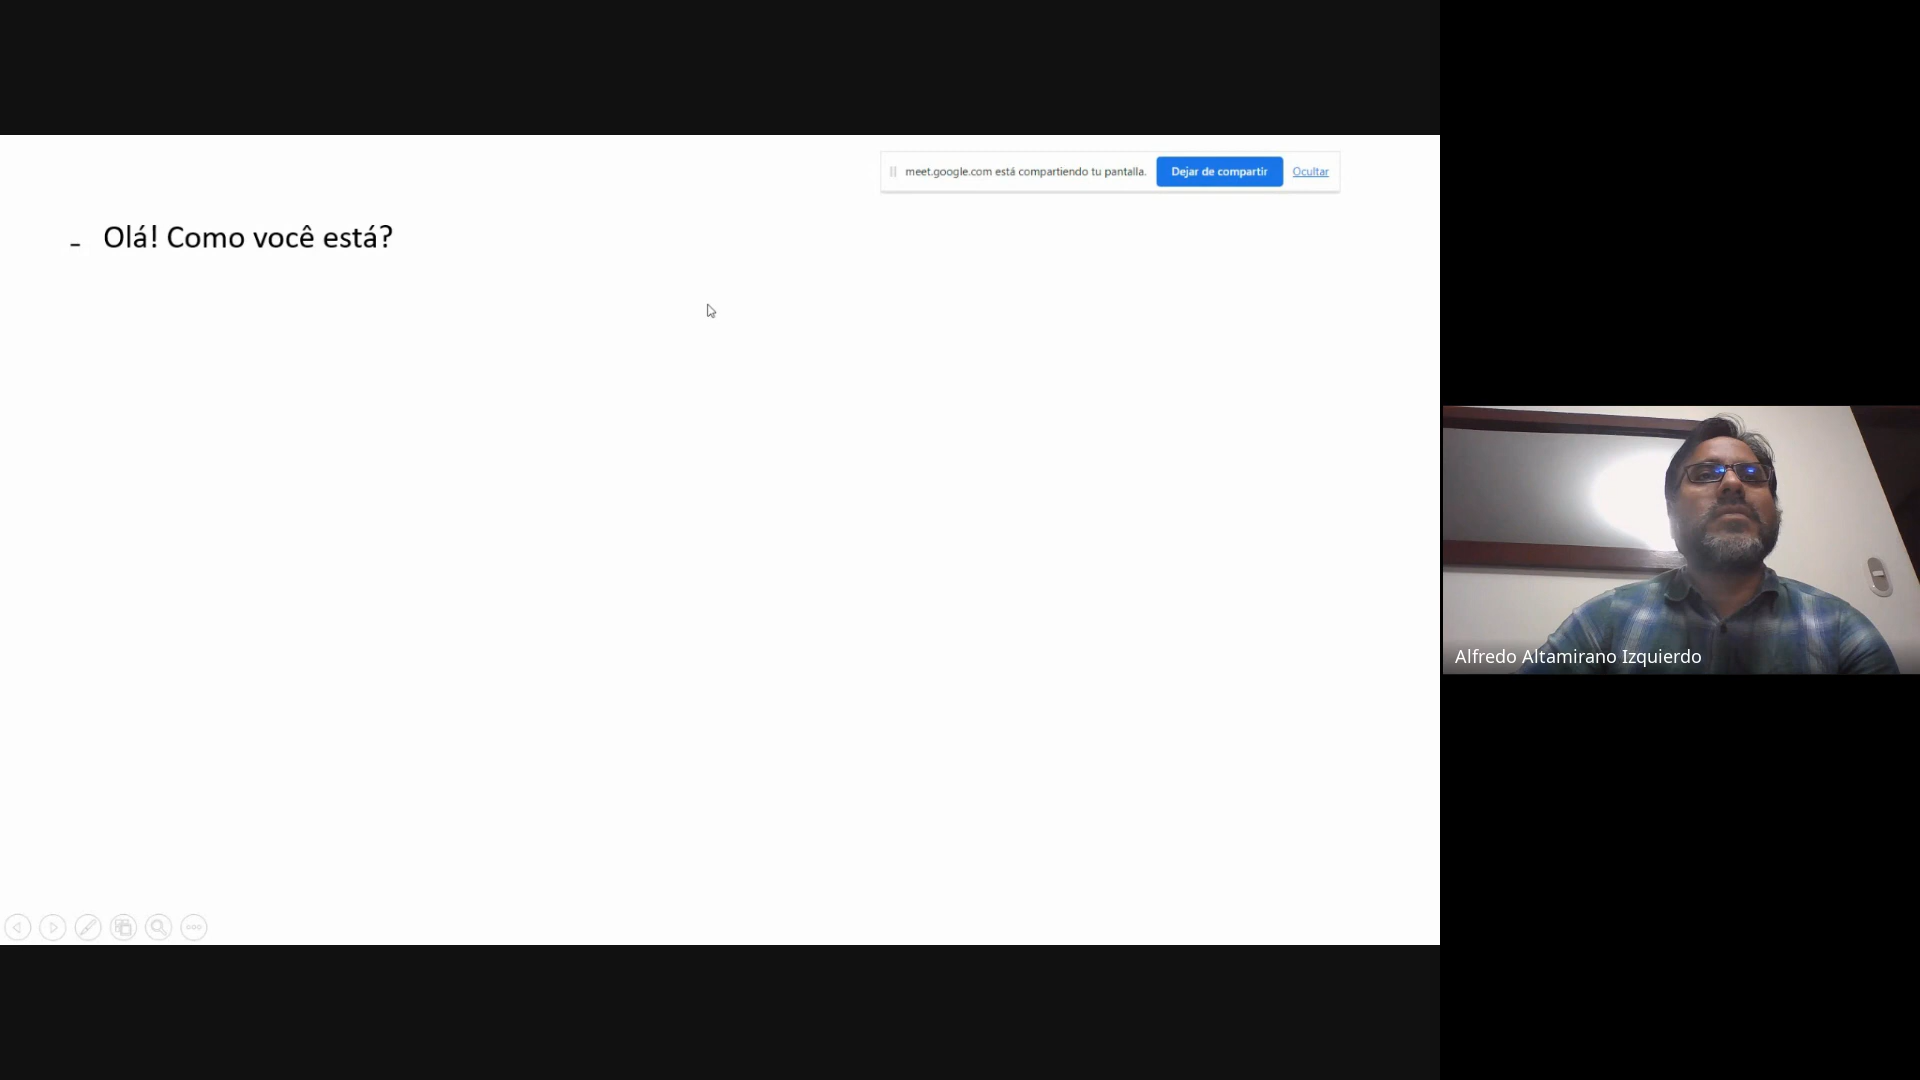 meet.google.com está compartiendo tu pantalla. Dejar de compartir Ocultar
- Olá! Como você está?
Alfredo Altamirano Izquierdo